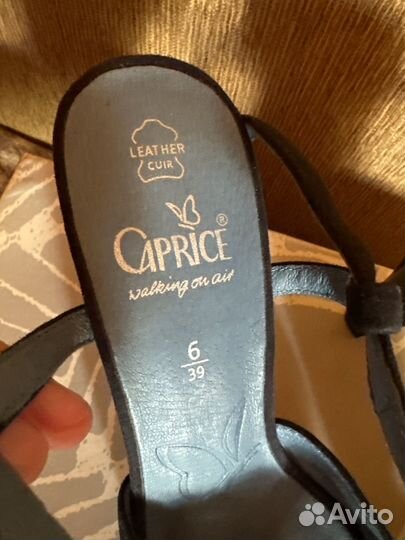 LEATHER
CUIR
CAPRICE®
walking on air
6
39
Avito